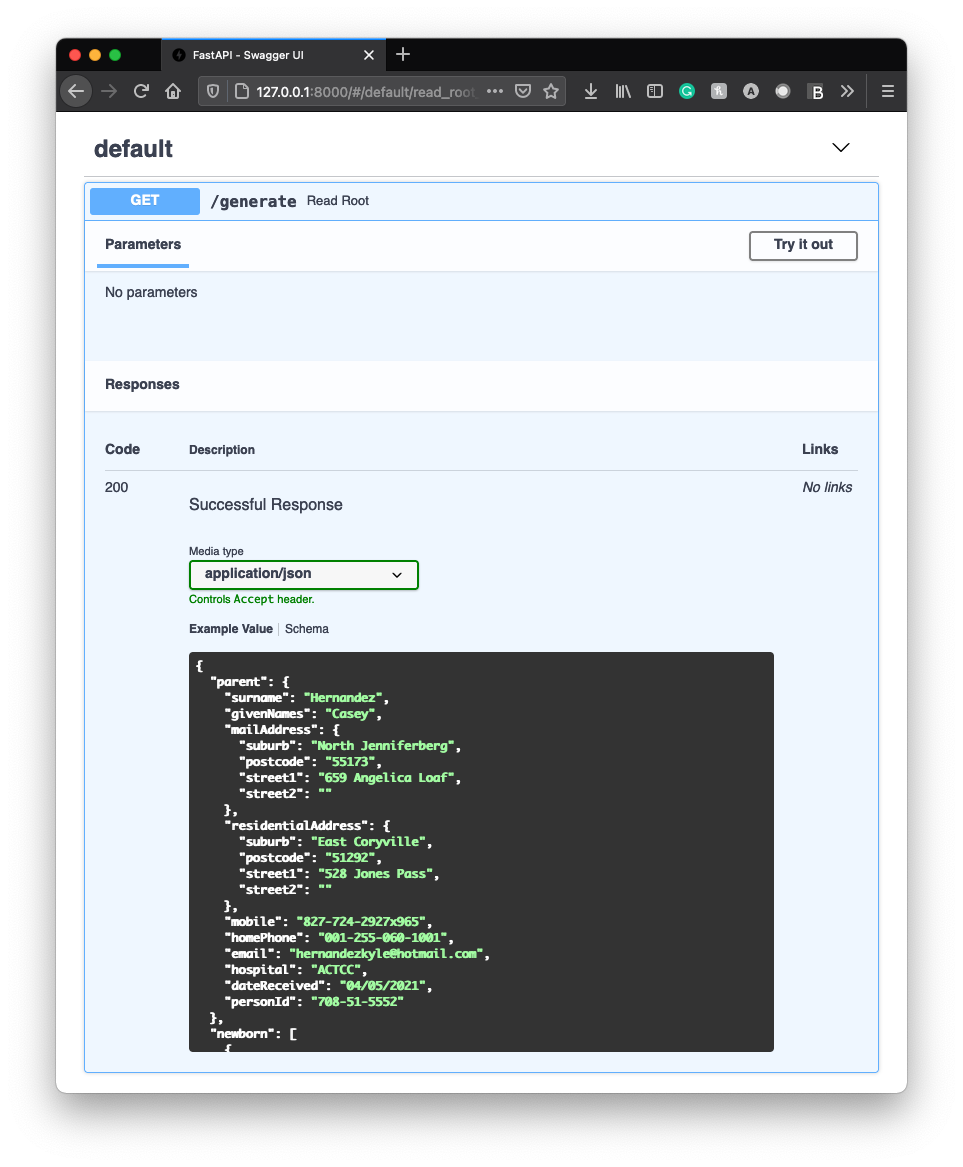 FastAPI - Swagger UI
127.0.0.1:8000/#/default/read_root
default
GET /generate Read Root
Parameters
Try it out
No parameters
Responses
Code Description Links
200 Successful Response No links
Media type
application/json
Controls Accept header.
Example Value Schema
{
"parent": {
"surname": "Hernandez",
"givenNames": "Casey",
"mailAddress": {
"suburb": "North Jenniferberg",
"postcode": "55173",
"street1": "659 Angelica Loaf",
"street2": ""
},
"residentialAddress": {
"suburb": "East Coryville",
"postcode": "51292",
"street1": "528 Jones Pass",
"street2": ""
},
"mobile": "827-724-2927x965",
"homePhone": "001-255-060-1001",
"email": "hernandezkyle@hotmail.com",
"hospital": "ACTCC",
"dateReceived": "04/05/2021",
"personId": "708-51-5552"
},
"newborn": [
{